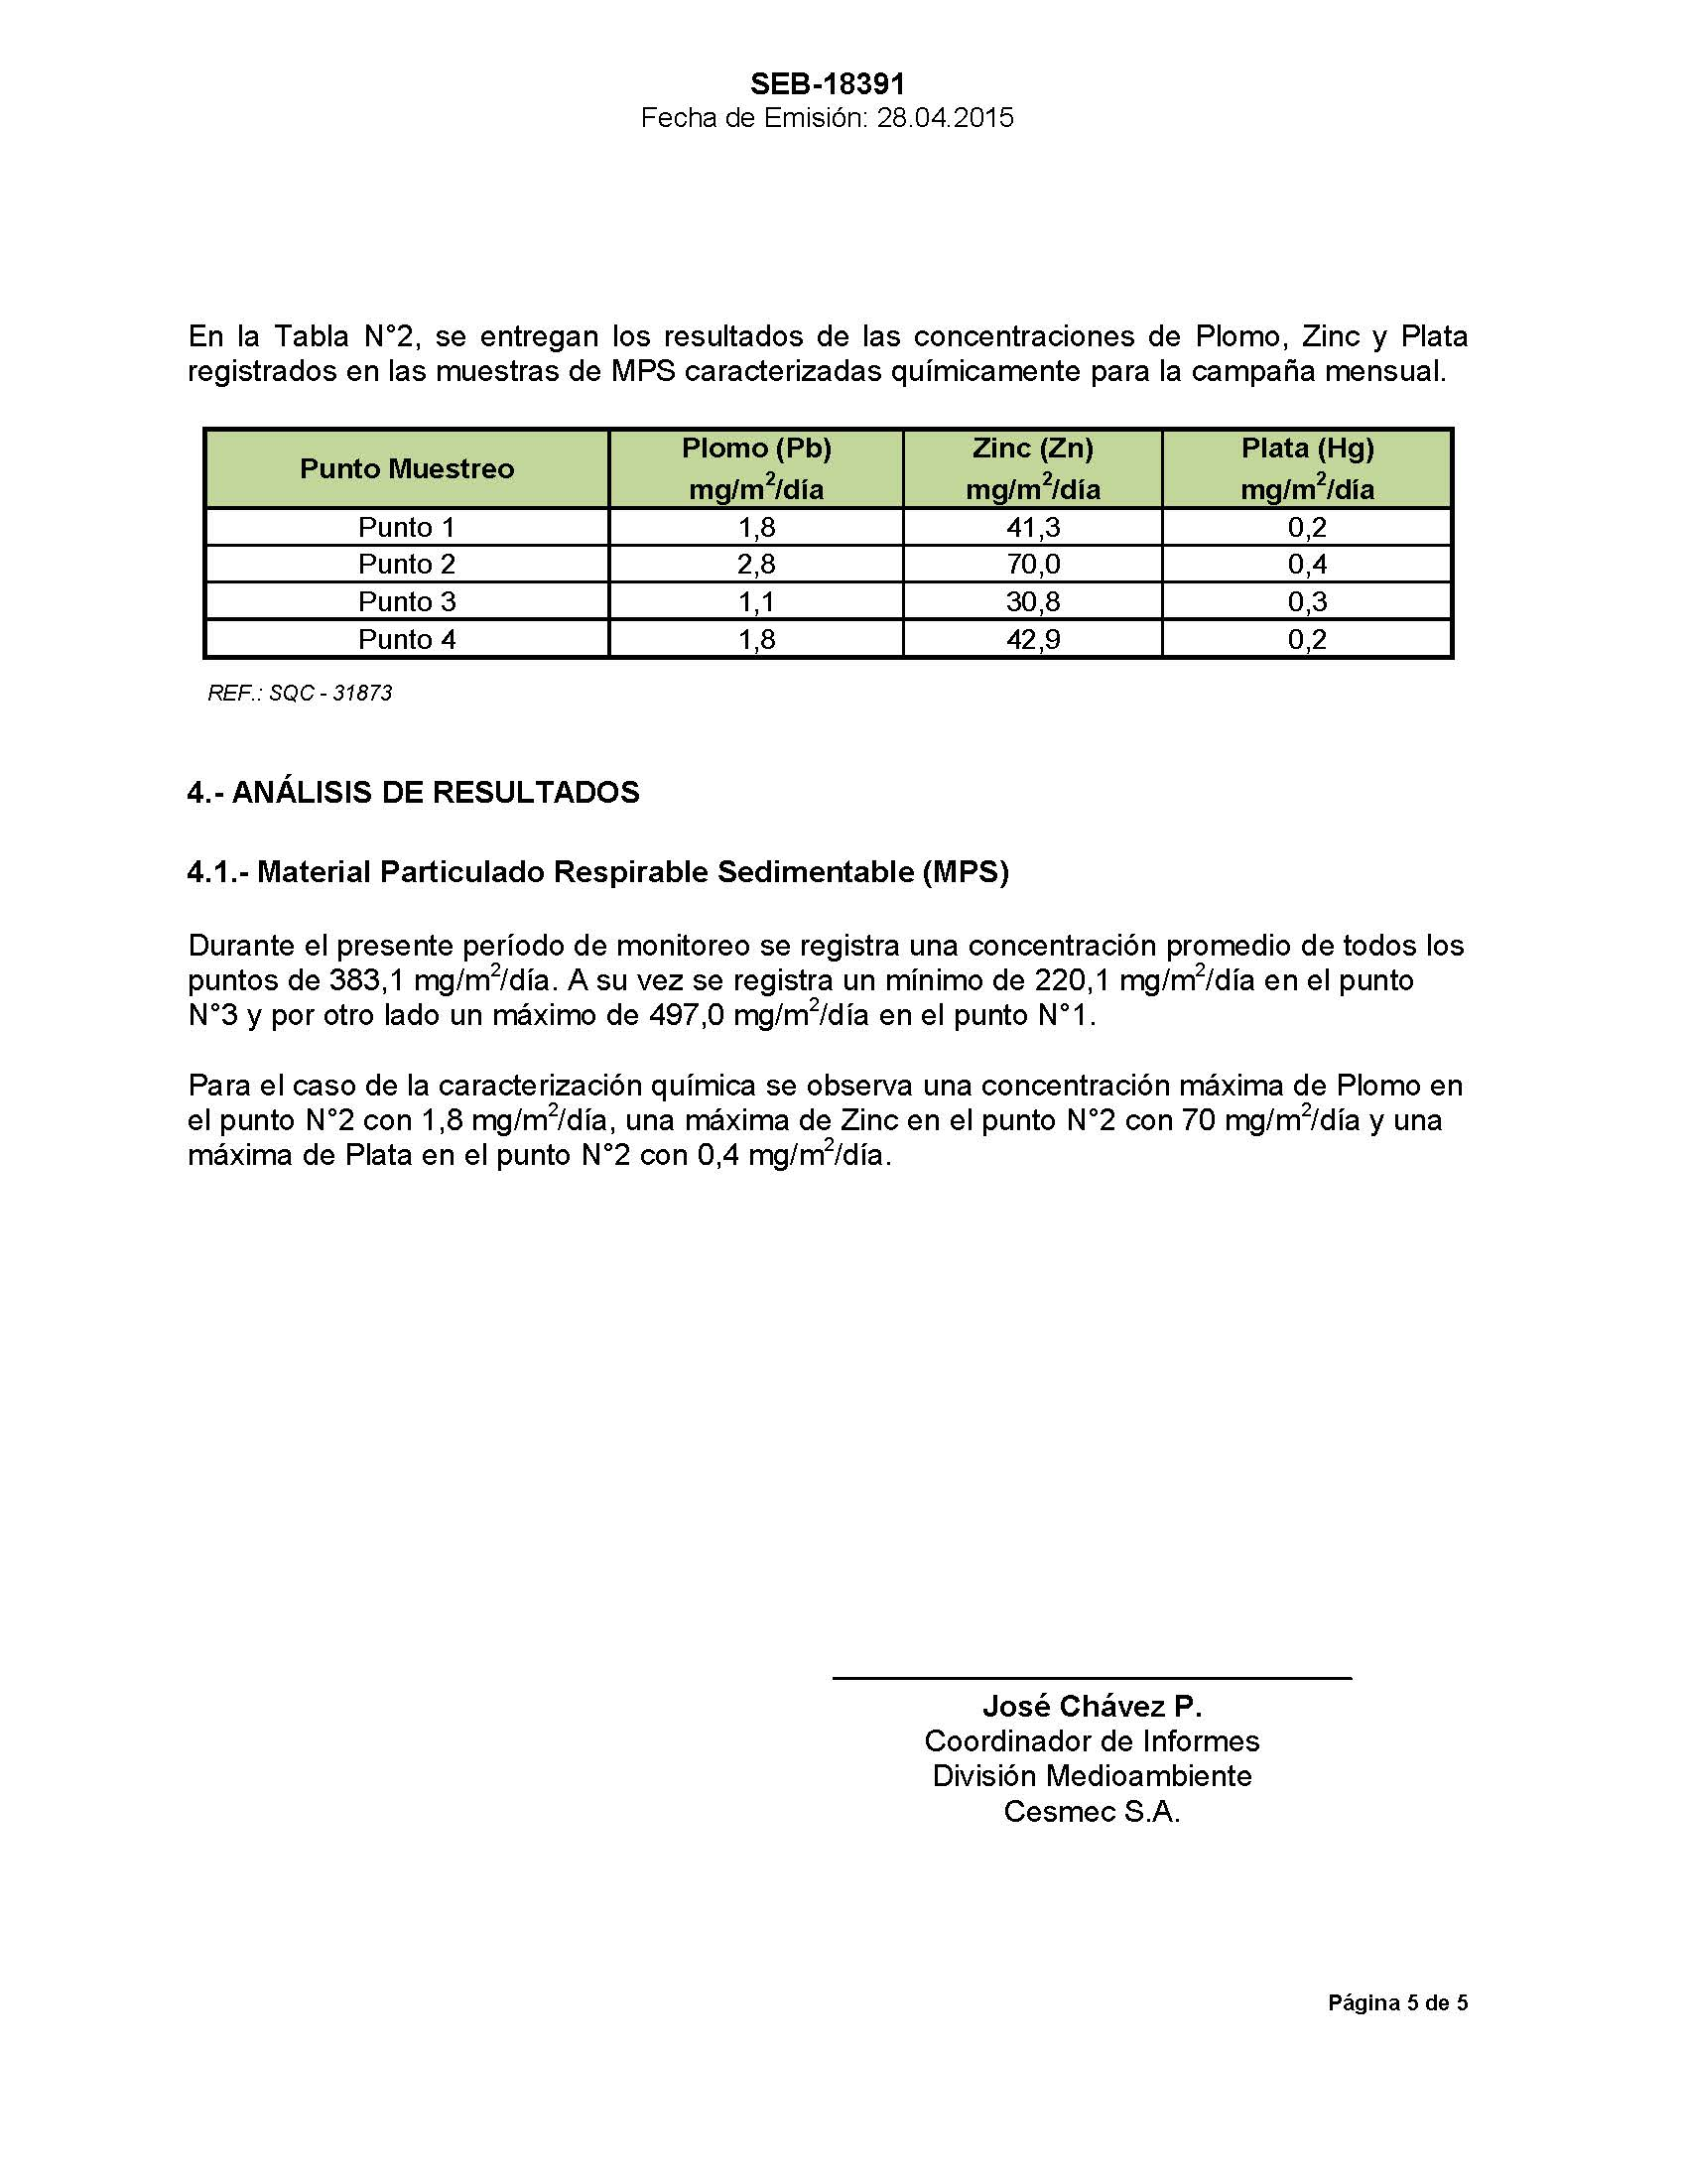 SEB-18391
Fecha de Emisión: 28.04.2015
En la Tabla N°2, se entregan los resultados de las concentraciones de Plomo, Zinc y Plata
registrados en las muestras de MPS caracterizadas químicamente para la campaña mensual.
Punto Muestreo Plomo (Pb) mg/m²/día Zinc (Zn) mg/m²/día Plata (Hg) mg/m²/día
Punto 1 1,8 41,3 0,2
Punto 2 2,8 70,0 0,4
Punto 3 1,1 30,8 0,3
Punto 4 1,8 42,9 0,2
REF.: SQC - 31873
4.- ANÁLISIS DE RESULTADOS
4.1.- Material Particulado Respirable Sedimentable (MPS)
Durante el presente período de monitoreo se registra una concentración promedio de todos los
puntos de 383,1 mg/m²/día. A su vez se registra un mínimo de 220,1 mg/m²/día en el punto
N°3 y por otro lado un máximo de 497,0 mg/m²/día en el punto N°1.
Para el caso de la caracterización química se observa una concentración máxima de Plomo en
el punto N°2 con 1,8 mg/m²/día, una máxima de Zinc en el punto N°2 con 70 mg/m²/día y una
máxima de Plata en el punto N°2 con 0,4 mg/m²/día.
José Chávez P.
Coordinador de Informes
División Medioambiente
Cesmec S.A.
Página 5 de 5